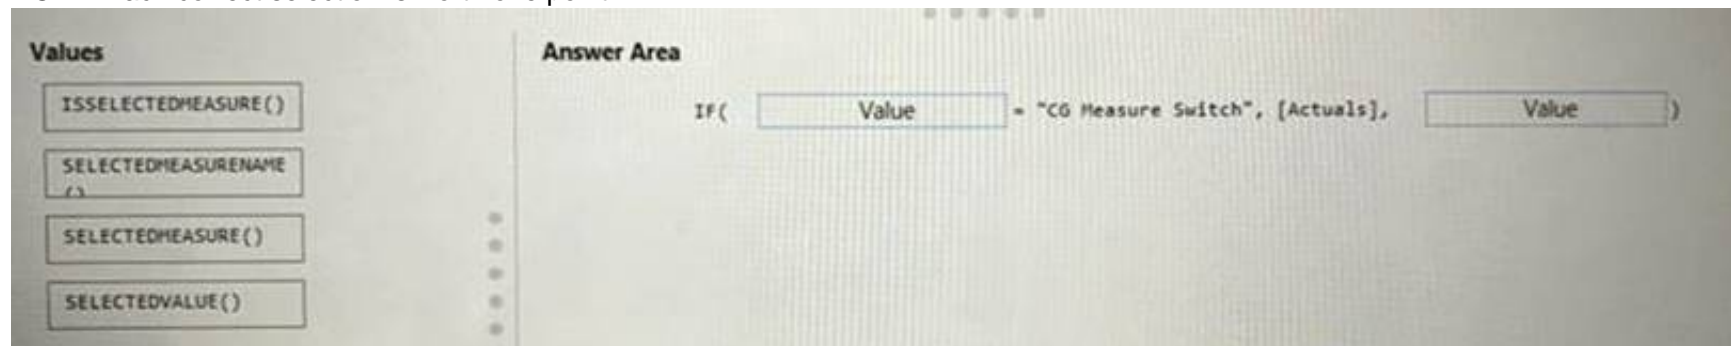 Values
Answer Area
ISSELECTEDMEASURE()
IF( Value = "CG Measure Switch", [Actuals], Value )
SELECTEDMEASURENAME
()
SELECTEDMEASURE()
SELECTEDVALUE()